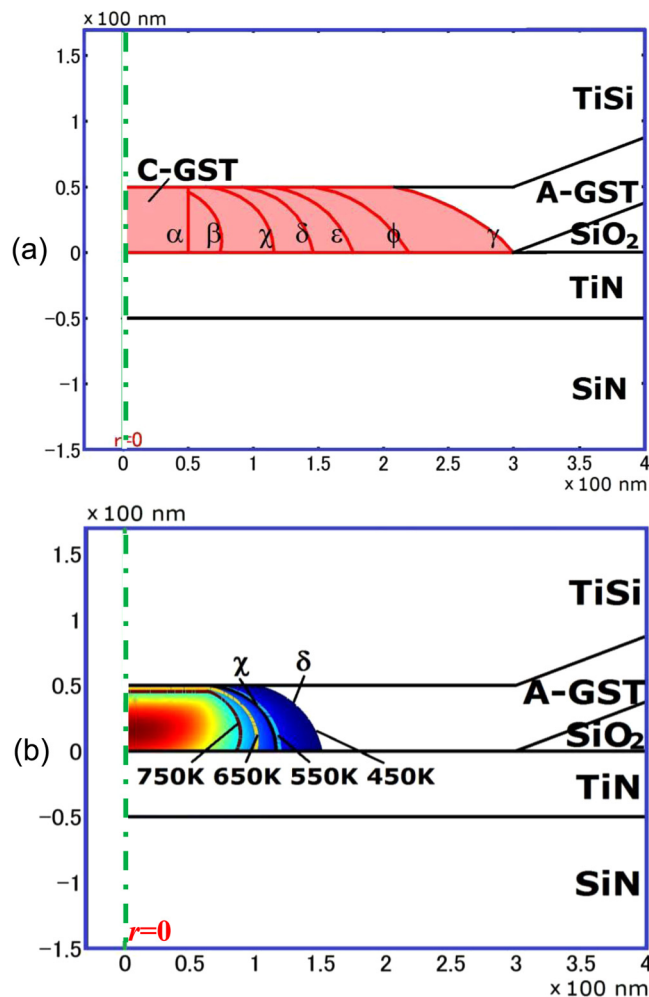 x 100 nm
1.5
TiSi
1
C-GST
0.5
A-GST
(a)
α β χ δ ε ϕ γ
SiO₂
0
TiN
-0.5
SiN
-1
r=0
-1.5
0 0.5 1 1.5 2 2.5 3 3.5 4
x 100 nm
x 100 nm
1.5
TiSi
1
χ δ
0.5
A-GST
(b)
SiO₂
0
750K 650K 550K 450K
TiN
-0.5
SiN
-1
r=0
-1.5
0 0.5 1 1.5 2 2.5 3 3.5 4
x 100 nm